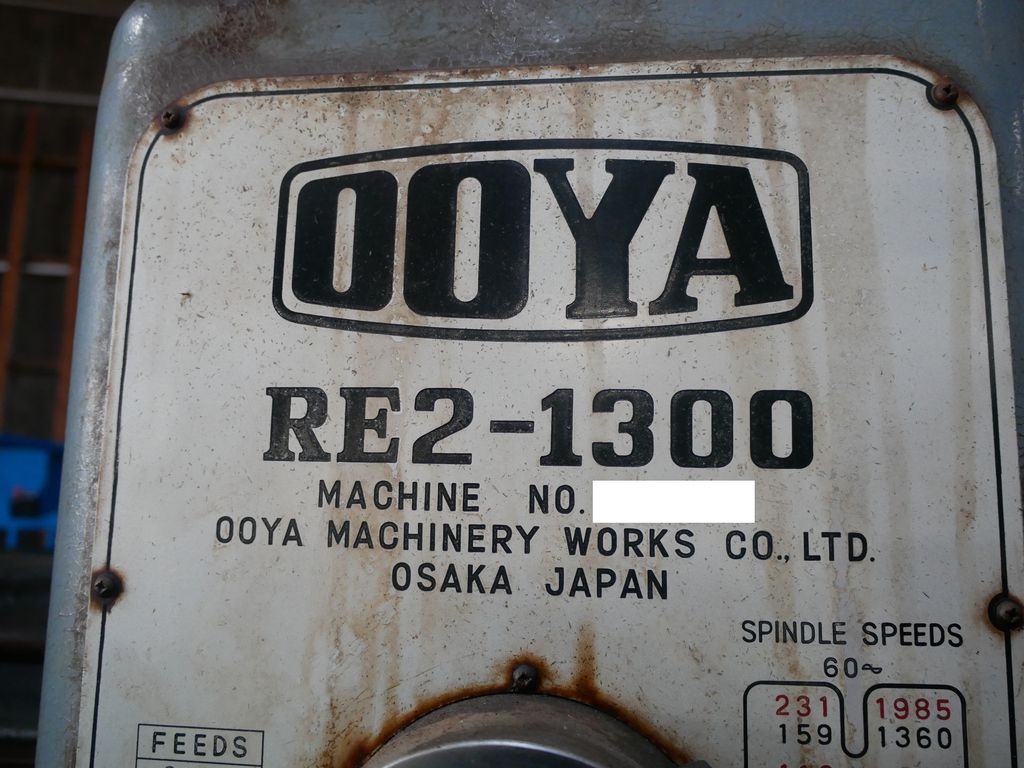 OOYA
RE2-1300
MACHINE NO.
OOYA MACHINERY WORKS CO., LTD.
OSAKA JAPAN
SPINDLE SPEEDS
60~
231 1985
159 1360
FEEDS